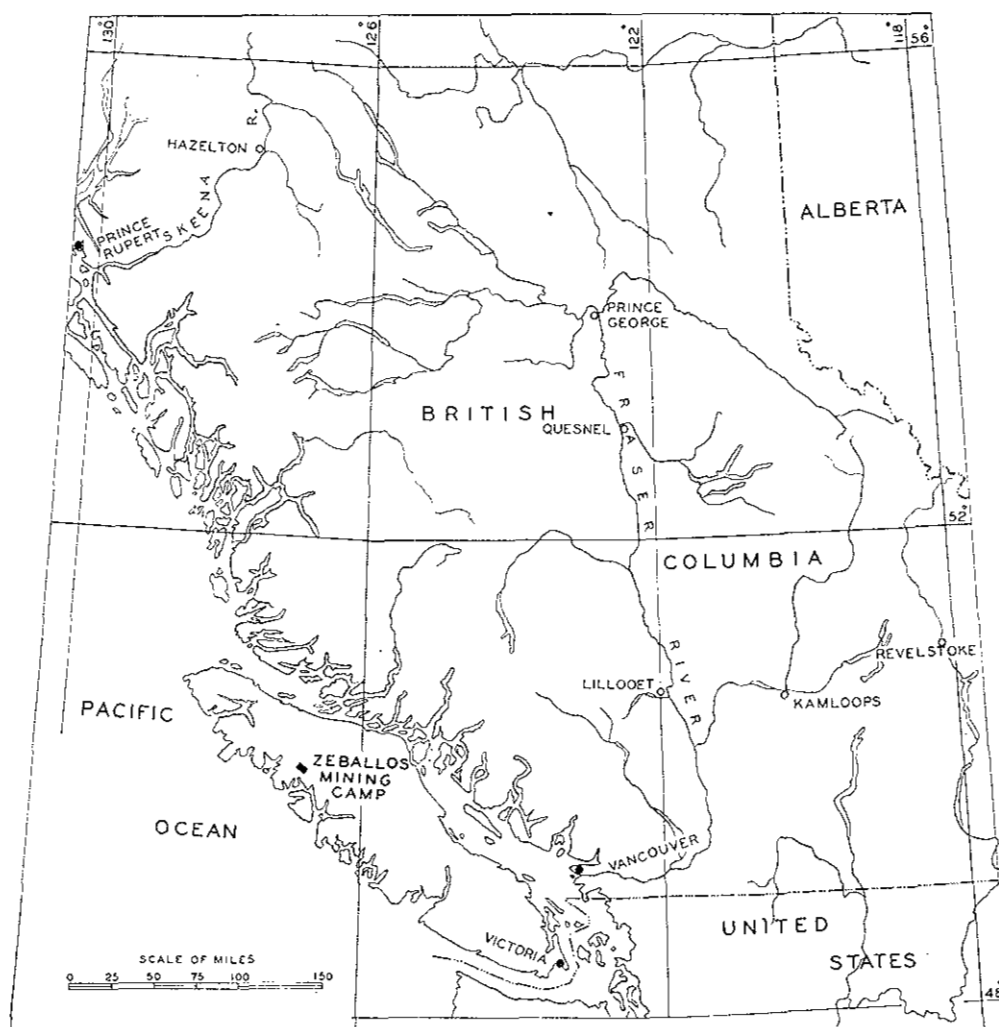 130°
126°
122°
118°
56°
HAZELTON
SKEENA R.
PRINCE
RUPERT
ALBERTA
PRINCE
GEORGE
BRITISH
QUESNEL
FRASER
52°
COLUMBIA
RIVER
REVELSTOKE
LILLOOET
KAMLOOPS
PACIFIC
ZEBALLOS
MINING
CAMP
OCEAN
VANCOUVER
UNITED
VICTORIA
STATES
SCALE OF MILES
0 25 50 100 150
48°